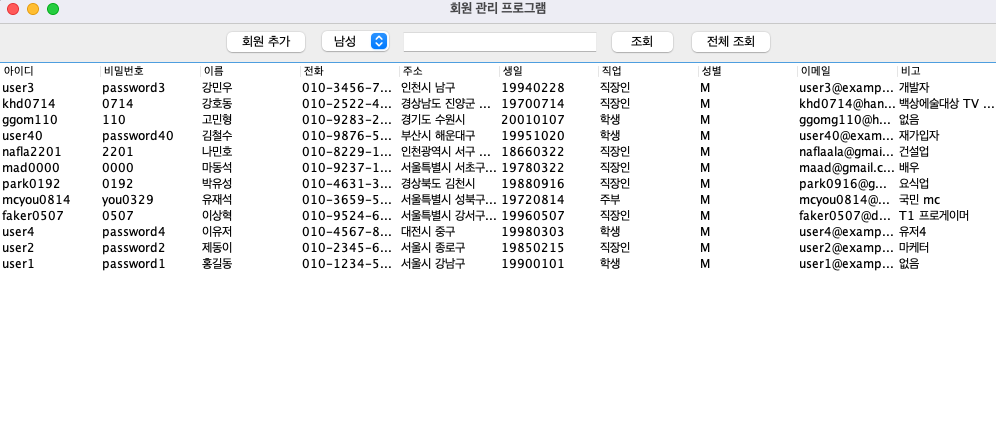 회원 관리 프로그램
회원 추가 남성 조회 전체 조회
아이디 비밀번호 이름 전화 주소 생일 직업 성별 이메일 비고
user3 password3 강민우 010-3456-7... 인천시 남구 19940228 직장인 M user3@examp... 개발자
khd0714 0714 강호동 010-2522-4... 경상남도 진양군 ... 19700714 직장인 M khd0714@han... 백상예술대상 TV ...
ggom110 110 고민형 010-9283-2... 경기도 수원시 20010107 학생 M ggomg110@h... 없음
user40 password40 김철수 010-9876-5... 부산시 해운대구 19951020 학생 M user40@exam... 재가입자
nafla2201 2201 나민호 010-8229-1... 인천광역시 서구 ... 18660322 직장인 M naflaala@gmai... 건설업
mad0000 0000 마동석 010-9237-1... 서울특별시 서초구... 19780322 직장인 M maad@gmail.c... 배우
park0192 0192 박유성 010-4631-3... 경상북도 김천시 19880916 직장인 M park0916@g... 요식업
mcyou0814 you0329 유재석 010-3659-5... 서울특별시 성북구... 19720814 주부 M mcyou0814@... 국민 mc
faker0507 0507 이상혁 010-9524-6... 서울특별시 강서구... 19960507 직장인 M faker0507@d... T1 프로게이머
user4 password4 이유저 010-4567-8... 대전시 중구 19980303 학생 M user4@examp... 유저4
user2 password2 제동이 010-2345-6... 서울시 종로구 19850215 직장인 M user2@examp... 마케터
user1 password1 홍길동 010-1234-5... 서울시 강남구 19900101 학생 M user1@examp... 없음